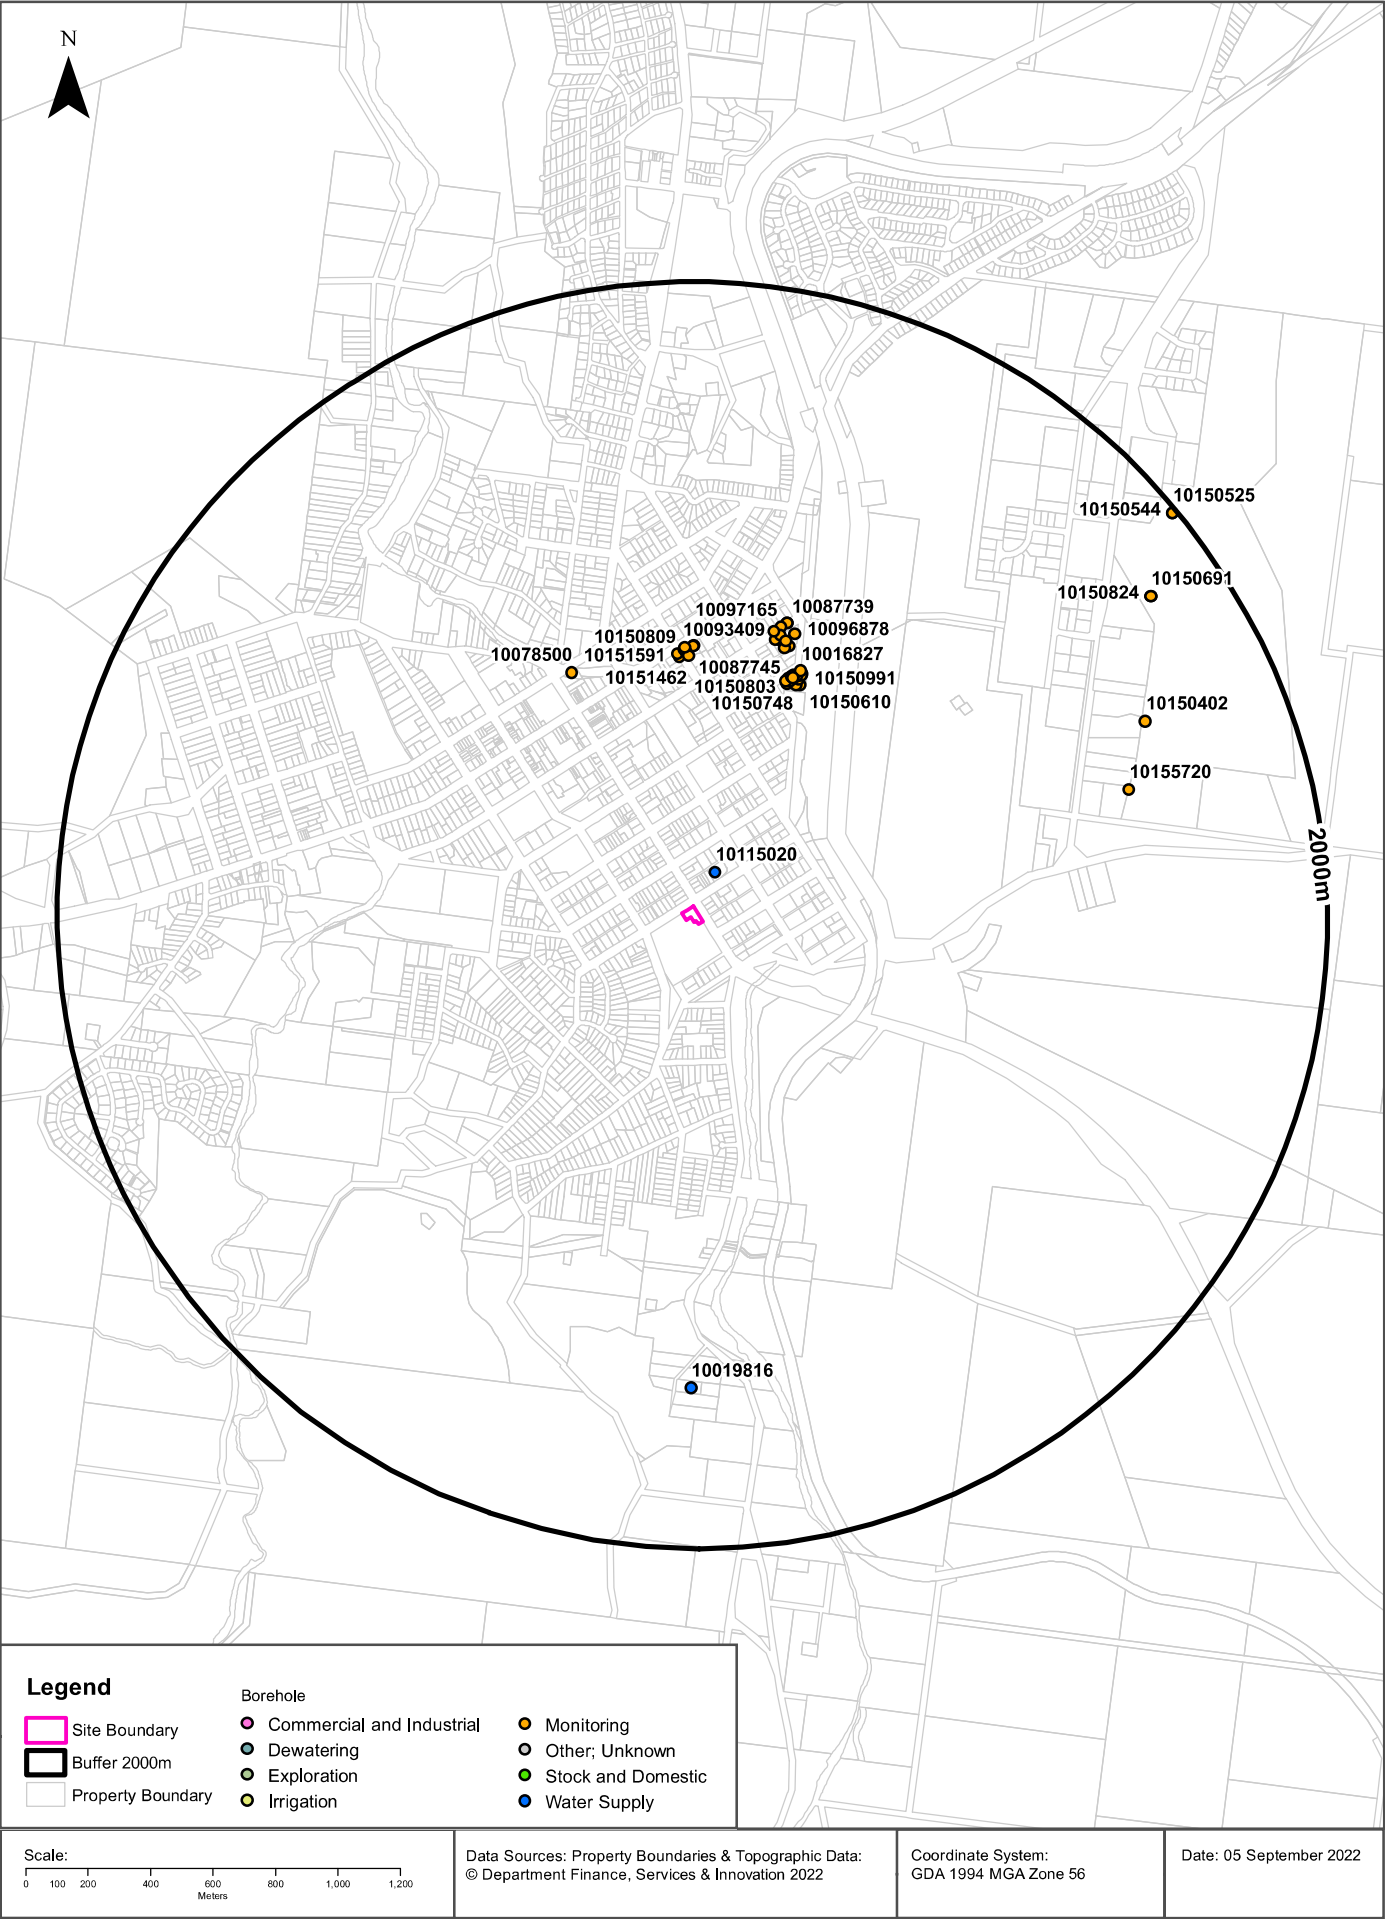 N
10150525
10150544
10150691
10150824
10097165
10087739
10093409
10096878
10150809
10078500
10151591
10016827
10151462
10087745
10150991
10150803
10150748
10150610
10150402
10155720
2000m
10115020
10019816
Legend
Site Boundary
Buffer 2000m
Property Boundary
Borehole
Commercial and Industrial
Dewatering
Exploration
Irrigation
Monitoring
Other; Unknown
Stock and Domestic
Water Supply
Scale:
0 100 200 400 600 800 1,000 1,200
Meters
Data Sources: Property Boundaries & Topographic Data:
© Department Finance, Services & Innovation 2022
Coordinate System:
GDA 1994 MGA Zone 56
Date: 05 September 2022